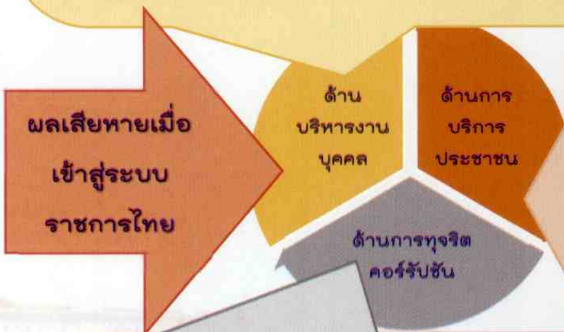 ผลเสียหายเมื่อ
เข้าสู่ระบบ
ราชการไทย
ด้าน
บริหารงาน
บุคคล
ด้านการ
บริการ
ประชาชน
ด้านการทุจริต
คอร์รัปชัน